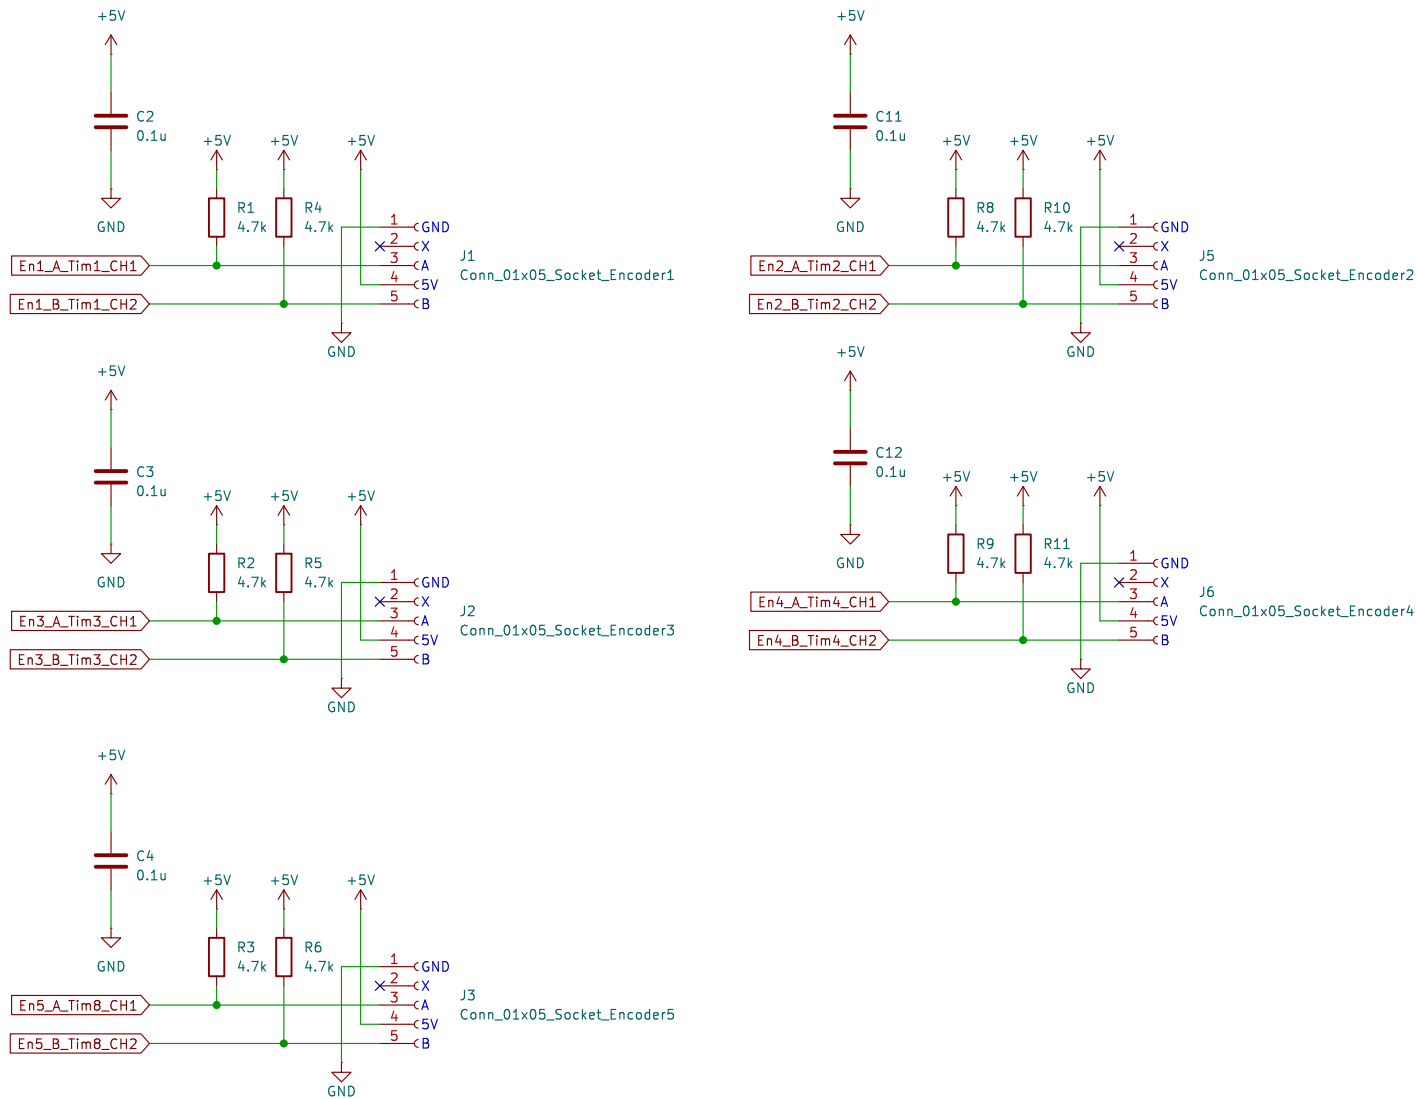 +5V
C2
0.1u
GND
+5V
+5V
+5V
R1
4.7k
R4
4.7k
1 GND
2 X
3 A
4 5V
5 B
J1
Conn_01x05_Socket_Encoder1
En1_A_Tim1_CH1
En1_B_Tim1_CH2
GND
+5V
C11
0.1u
GND
+5V
+5V
+5V
R8
4.7k
R10
4.7k
1 GND
2 X
3 A
4 5V
5 B
J5
Conn_01x05_Socket_Encoder2
En2_A_Tim2_CH1
En2_B_Tim2_CH2
GND
+5V
C3
0.1u
GND
+5V
+5V
+5V
R2
4.7k
R5
4.7k
1 GND
2 X
3 A
4 5V
5 B
J2
Conn_01x05_Socket_Encoder3
En3_A_Tim3_CH1
En3_B_Tim3_CH2
GND
+5V
C12
0.1u
GND
+5V
+5V
+5V
R9
4.7k
R11
4.7k
1 GND
2 X
3 A
4 5V
5 B
J6
Conn_01x05_Socket_Encoder4
En4_A_Tim4_CH1
En4_B_Tim4_CH2
GND
+5V
C4
0.1u
GND
+5V
+5V
+5V
R3
4.7k
R6
4.7k
1 GND
2 X
3 A
4 5V
5 B
J3
Conn_01x05_Socket_Encoder5
En5_A_Tim8_CH1
En5_B_Tim8_CH2
GND